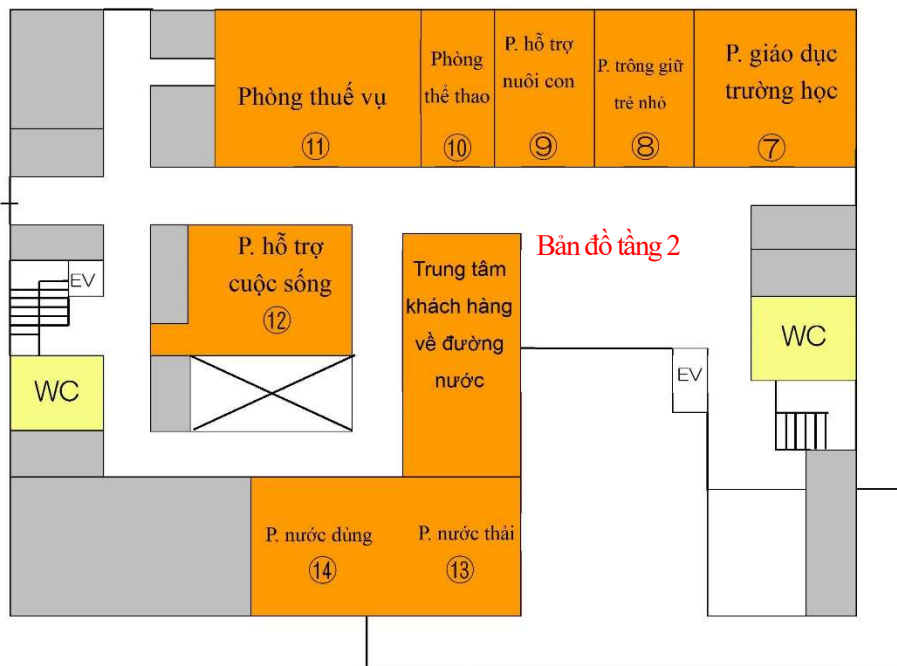 Phòng thuế vụ
⑪
Phòng
thể thao
⑩
P. hỗ trợ
nuôi con
⑨
P. trông giữ
trẻ nhỏ
⑧
P. giáo dục
trường học
⑦
Bản đồ tầng 2
P. hỗ trợ
cuộc sống
⑫
Trung tâm
khách hàng
về đường
nước
EV
WC
EV
WC
P. nước dùng
⑭
P. nước thải
⑬